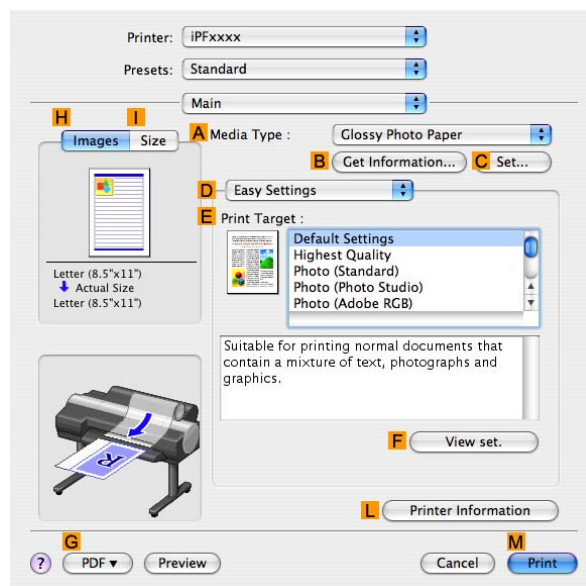 Printer: iPFxxxx
Presets: Standard
Main
H I
Images Size
A Media Type : Glossy Photo Paper
B Get Information... C Set...
D Easy Settings
E Print Target :
Default Settings
Highest Quality
Photo (Standard)
Photo (Photo Studio)
Photo (Adobe RGB)
Letter (8.5"x11")
Actual Size
Letter (8.5"x11")
Suitable for printing normal documents that
contain a mixture of text, photographs and
graphics.
F View set.
L Printer Information
G M
? PDF ▼ Preview Cancel Print